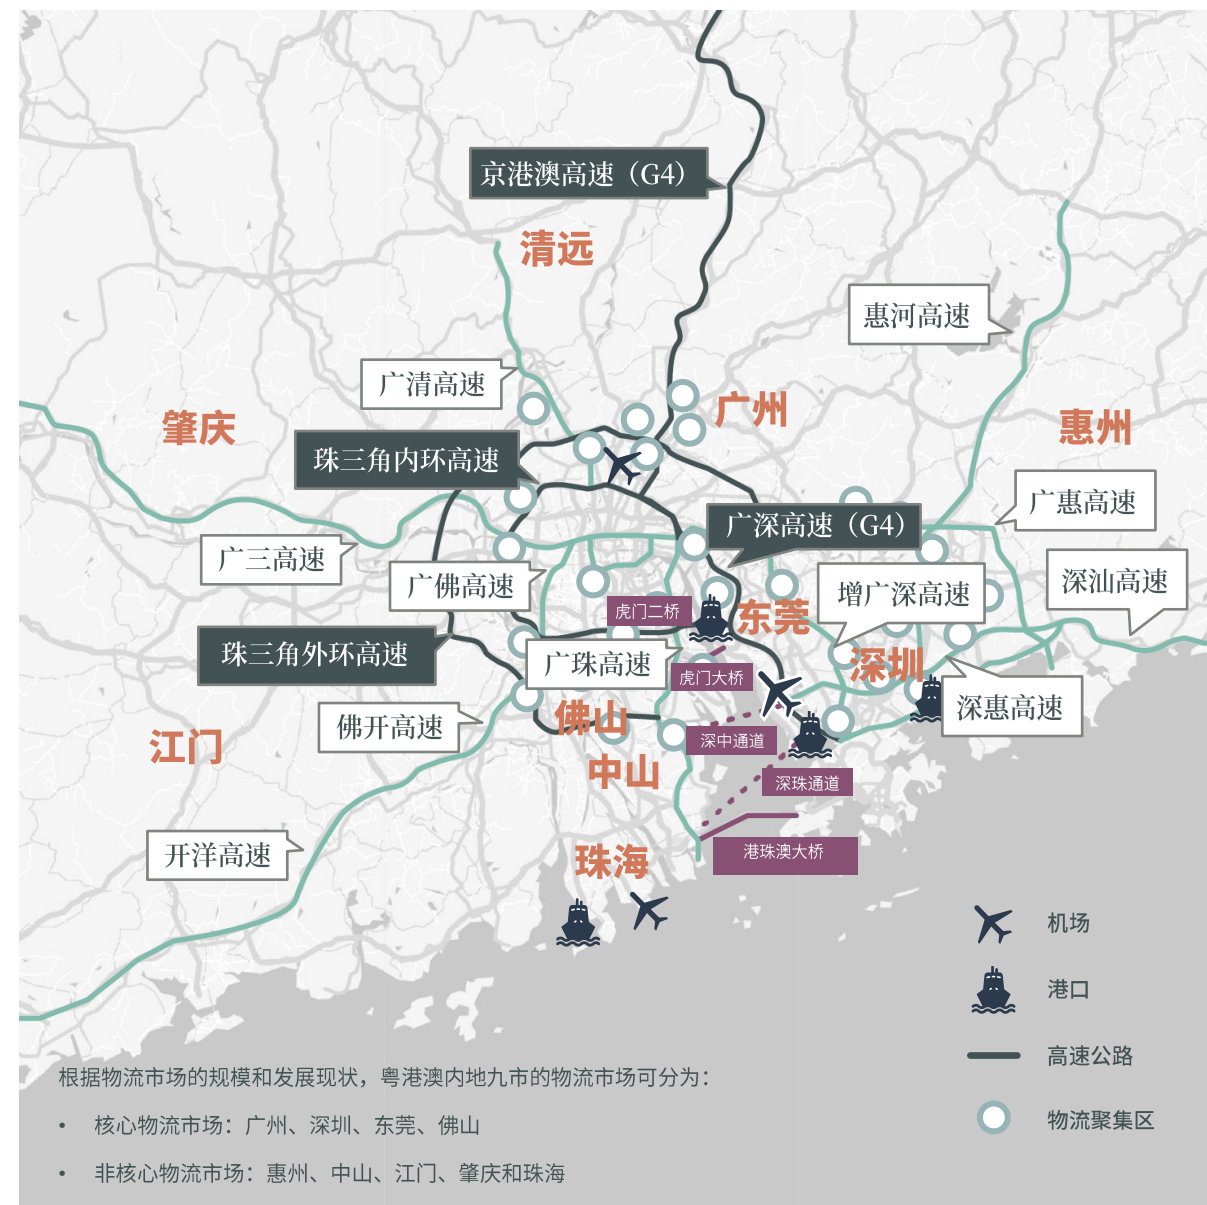 京港澳高速（G4）
清远
惠河高速
广清高速
广州
肇庆
惠州
珠三角内环高速
广惠高速
广深高速（G4）
广三高速
深汕高速
广佛高速
增广深高速
虎门二桥
东莞
珠三角外环高速
广珠高速
深圳
虎门大桥
深惠高速
佛开高速
佛山
江门
深中通道
中山
深珠通道
开洋高速
港珠澳大桥
珠海
机场
港口
高速公路
物流聚集区
根据物流市场的规模和发展现状，粤港澳内地九市的物流市场可分为：
• 核心物流市场：广州、深圳、东莞、佛山
• 非核心物流市场：惠州、中山、江门、肇庆和珠海